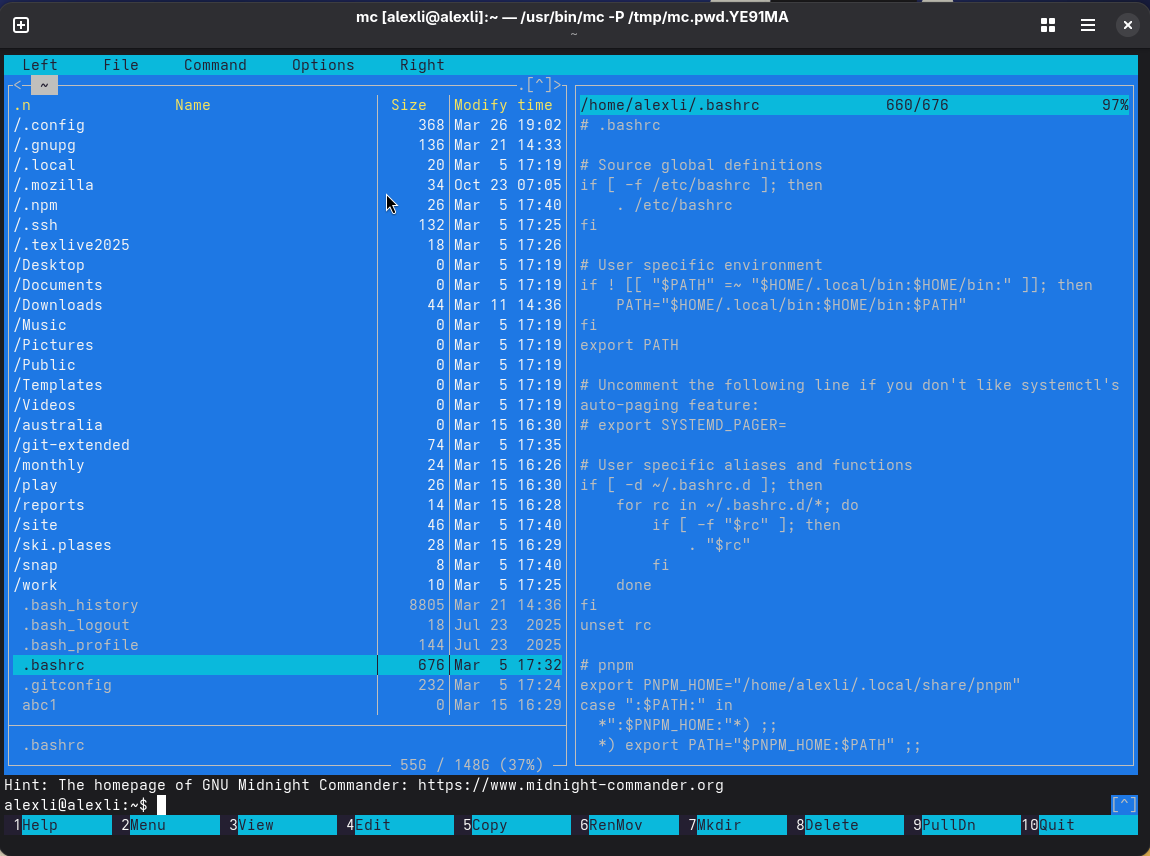 mc [alexli@alexli]:~ — /usr/bin/mc -P /tmp/mc.pwd.YE91MA
~
Left File Command Options Right
<─ ~ ─.[^]>
.n Name Size Modify time
/.config 368 Mar 26 19:02
/.gnupg 136 Mar 21 14:33
/.local 20 Mar 5 17:19
/.mozilla 34 Oct 23 07:05
/.npm 26 Mar 5 17:40
/.ssh 132 Mar 5 17:25
/.texlive2025 18 Mar 5 17:26
/Desktop 0 Mar 5 17:19
/Documents 0 Mar 5 17:19
/Downloads 44 Mar 11 14:36
/Music 0 Mar 5 17:19
/Pictures 0 Mar 5 17:19
/Public 0 Mar 5 17:19
/Templates 0 Mar 5 17:19
/Videos 0 Mar 5 17:19
/australia 0 Mar 15 16:30
/git-extended 74 Mar 5 17:35
/monthly 24 Mar 15 16:26
/play 26 Mar 15 16:30
/reports 14 Mar 15 16:28
/site 46 Mar 5 17:40
/ski.plases 28 Mar 15 16:29
/snap 8 Mar 5 17:40
/work 10 Mar 5 17:25
.bash_history 8805 Mar 21 14:36
.bash_logout 18 Jul 23 2025
.bash_profile 144 Jul 23 2025
.bashrc 676 Mar 5 17:32
.gitconfig 232 Mar 5 17:24
abc1 0 Mar 15 16:29
.bashrc
55G / 148G (37%)
/home/alexli/.bashrc 660/676 97%
# .bashrc
# Source global definitions
if [ -f /etc/bashrc ]; then
    . /etc/bashrc
fi
# User specific environment
if ! [[ "$PATH" =~ "$HOME/.local/bin:$HOME/bin:" ]]; then
    PATH="$HOME/.local/bin:$HOME/bin:$PATH"
fi
export PATH
# Uncomment the following line if you don't like systemctl's
auto-paging feature:
# export SYSTEMD_PAGER=
# User specific aliases and functions
if [ -d ~/.bashrc.d ]; then
    for rc in ~/.bashrc.d/*; do
        if [ -f "$rc" ]; then
            . "$rc"
        fi
    done
fi
unset rc
# pnpm
export PNPM_HOME="/home/alexli/.local/share/pnpm"
case ":$PATH:" in
  *":$PNPM_HOME:"*) ;;
  *) export PATH="$PNPM_HOME:$PATH" ;;
Hint: The homepage of GNU Midnight Commander: https://www.midnight-commander.org
alexli@alexli:~$ [^]
1Help 2Menu 3View 4Edit 5Copy 6RenMov 7Mkdir 8Delete 9PullDn 10Quit